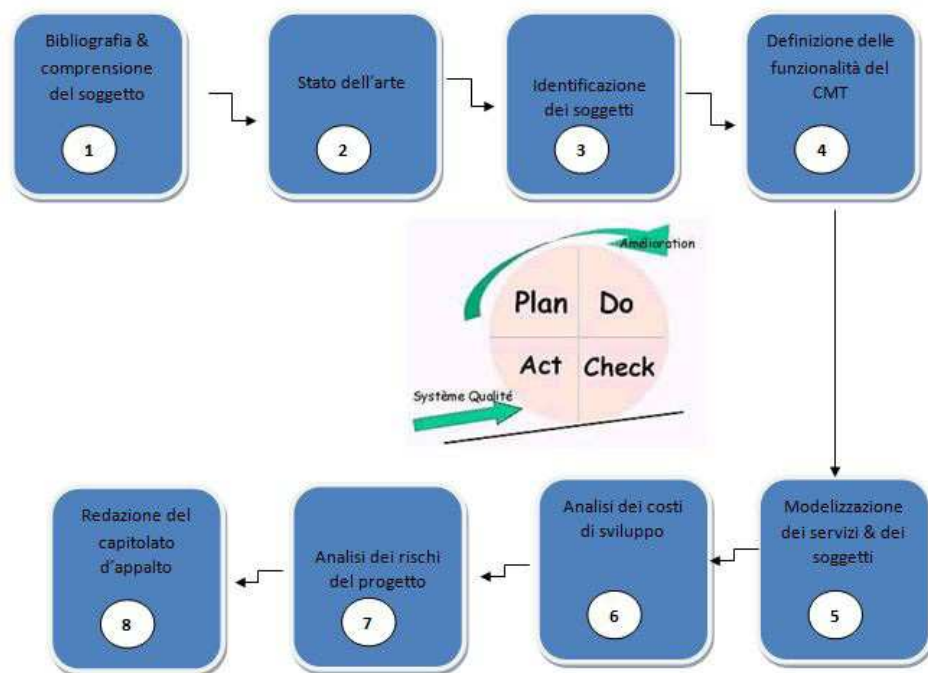 Bibliografia &
comprensione
del soggetto
1
Stato dell’arte
2
Identificazione
dei soggetti
3
Definizione delle
funzionalità del
CMT
4
Amélioration
Plan
Do
Act
Check
Système Qualité
Modelizzazione
dei servizi & dei
soggetti
5
Analisi dei costi
di sviluppo
6
Analisi dei rischi
del progetto
7
Redazione del
capitolato
d’appalto
8